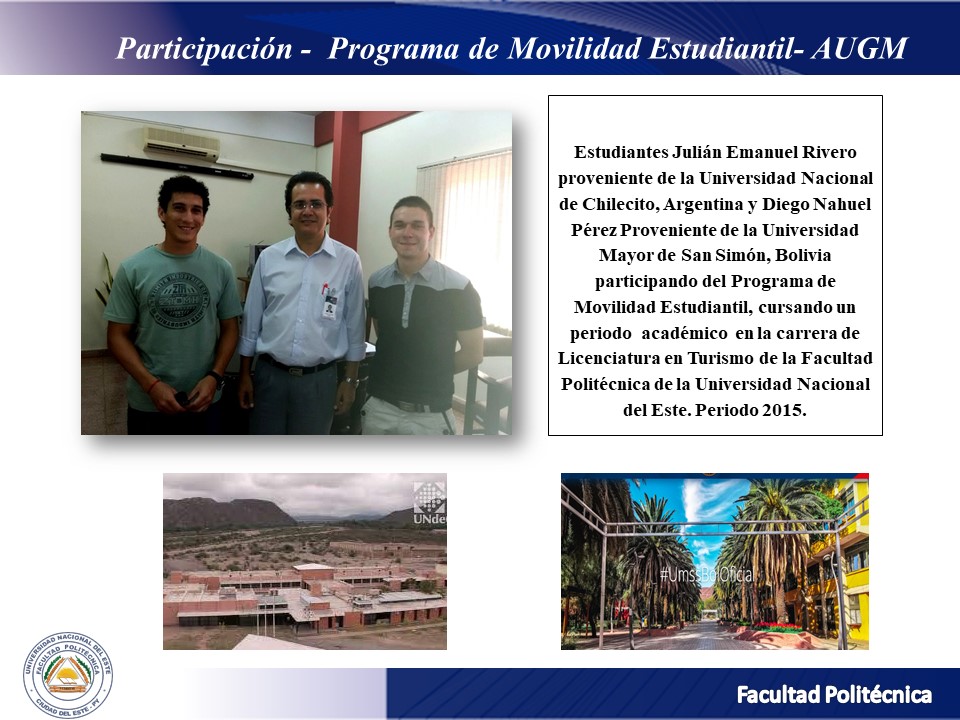 Participación - Programa de Movilidad Estudiantil- AUGM
Estudiantes Julián Emanuel Rivero
proveniente de la Universidad Nacional
de Chilecito, Argentina y Diego Nahuel
Pérez Proveniente de la Universidad
Mayor de San Simón, Bolivia
participando del Programa de
Movilidad Estudiantil, cursando un
periodo académico en la carrera de
Licenciatura en Turismo de la Facultad
Politécnica de la Universidad Nacional
del Este. Periodo 2015.
#UmssBolOficial
UNIVERSIDAD NACIONAL DEL ESTE
FACULTAD POLITÉCNICA
CIUDAD DEL ESTE - PY
Facultad Politécnica